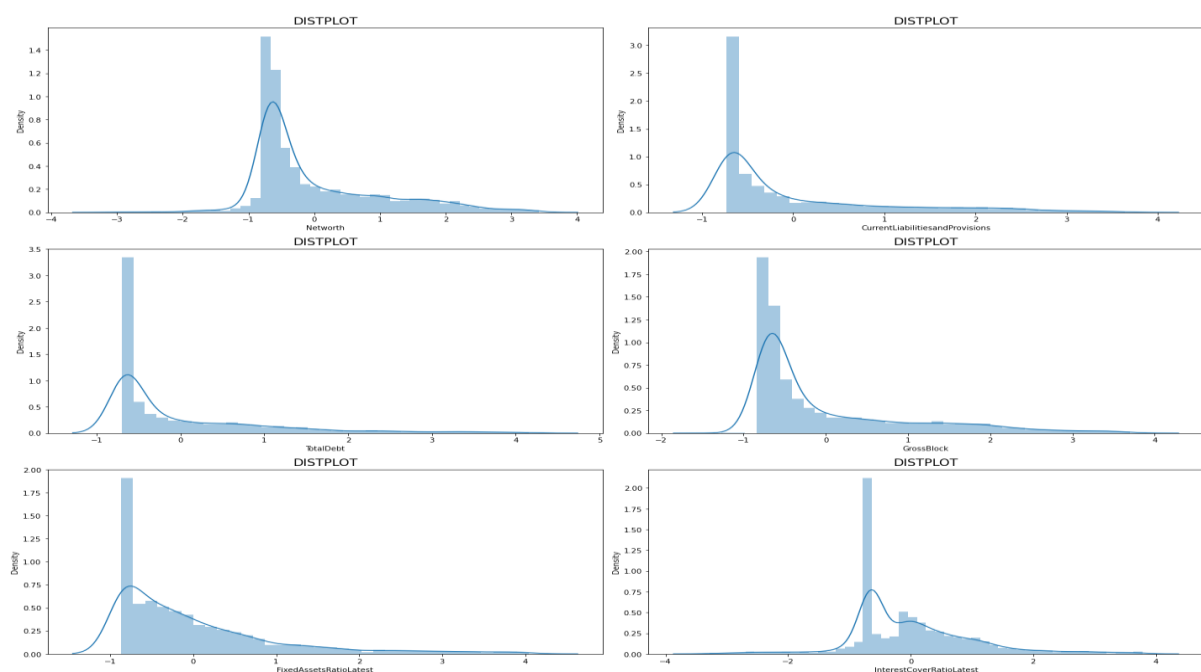 DISTPLOT
1.4
1.2
1.0
0.8
0.6
0.4
0.2
0.0
Density
−4 −3 −2 −1 0 1 2 3 4
Networth
DISTPLOT
3.0
2.5
2.0
1.5
1.0
0.5
0.0
Density
−1 0 1 2 3 4
CurrentLiabilitiesandProvisions
DISTPLOT
3.5
3.0
2.5
2.0
1.5
1.0
0.5
0.0
Density
−1 0 1 2 3 4 5
TotalDebt
DISTPLOT
2.00
1.75
1.50
1.25
1.00
0.75
0.50
0.25
0.00
Density
−2 −1 0 1 2 3 4
GrossBlock
DISTPLOT
2.00
1.75
1.50
1.25
1.00
0.75
0.50
0.25
0.00
Density
−1 0 1 2 3 4
FixedAssetsRatioLatest
DISTPLOT
2.00
1.75
1.50
1.25
1.00
0.75
0.50
0.25
0.00
Density
−4 −2 0 2 4
InterestCoverRatioLatest